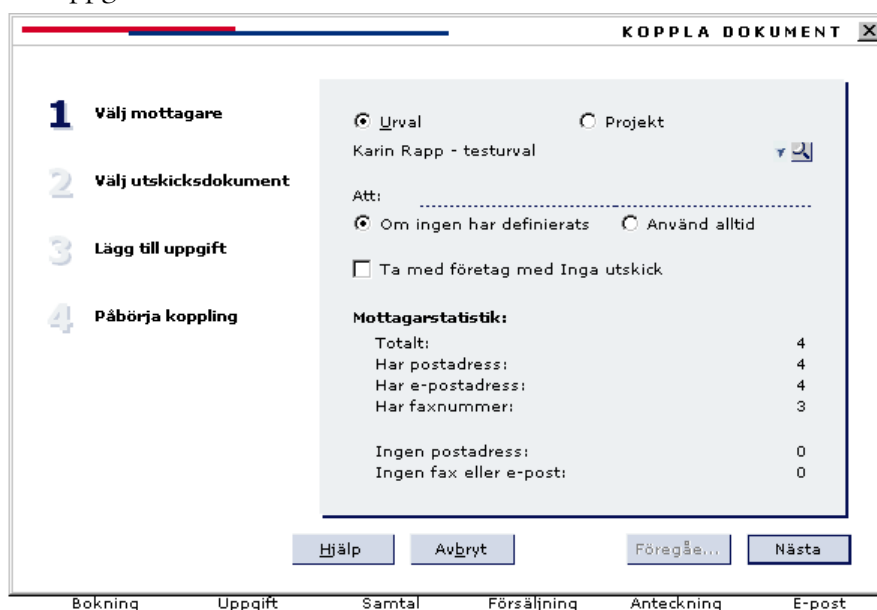 KOPPLA DOKUMENT
1 Välj mottagare
2 Välj utskicksdokument
3 Lägg till uppgift
4 Påbörja koppling
Urval Projekt
Karin Rapp - testurval
Att:
Om ingen har definierats Använd alltid
Ta med företag med Inga utskick
Mottagarstatistik:
Totalt: 4
Har postadress: 4
Har e-postadress: 4
Har faxnummer: 3
Ingen postadress: 0
Ingen fax eller e-post: 0
Hjälp Avbryt Föregåe... Nästa
Bokning Uppgift Samtal Försäljning Anteckning E-post